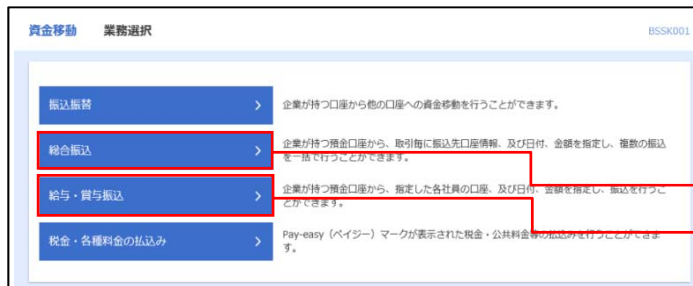 資金移動 業務選択 BSSK001
振込振替 企業が持つ口座から他の口座への資金移動を行うことができます。
総合振込 企業が持つ預金口座から、取引毎に振込先口座情報、及び日付、金額を指定し、複数の振込
を一括で行うことができます。
給与・賞与振込 企業が持つ預金口座から、指定した各社員の口座、及び日付、金額を指定し、振込を行うこ
とができます。
税金・各種料金の払込み Pay-easy（ペイジー）マークが表示された税金・公共料金等の払込みを行うことができま
す。